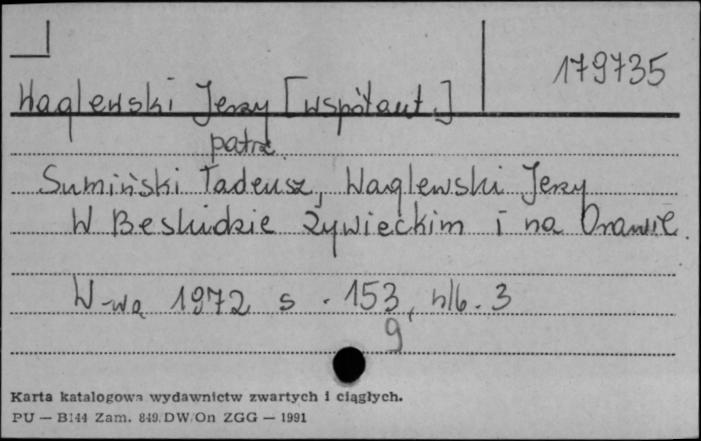 179735
Waglewski Jerzy [współaut.]
patrz
Sumiński Tadeusz, Waglewski Jerzy
W Beskidzie Żywieckim i na Orawie.
W-wa 1972 s. 153, nlb. 3
9
Karta katalogowa wydawnictw zwartych i ciągłych.
PU — B144 Zam. 849/DW/On ZGG — 1991